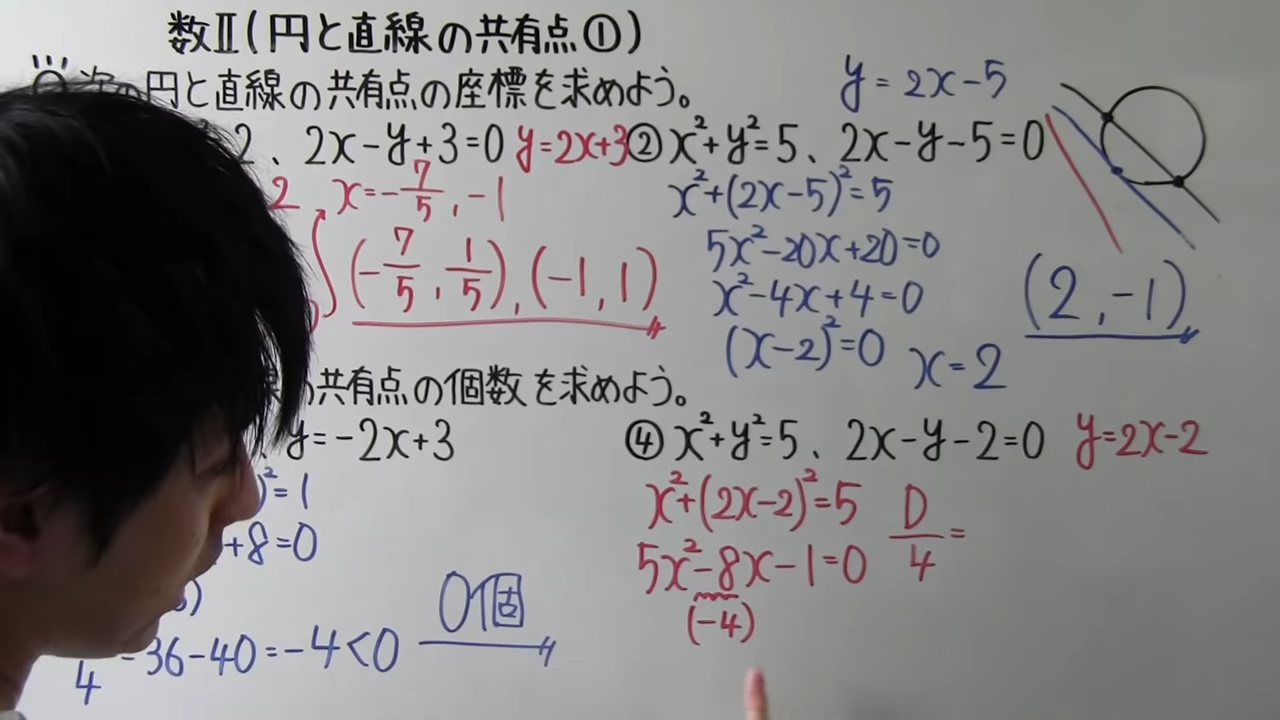 数Ⅱ(円と直線の共有点①)
円と直線の共有点の座標を求めよう。
2、2x-y+3=0 y=2x+3
2 x=-7/5, -1
(-7/5, 1/5), (-1, 1)
y=2x-5
② x²+y²=5、2x-y-5=0
x²+(2x-5)²=5
5x²-20x+20=0
x²-4x+4=0
(x-2)²=0 x=2
(2, -1)
の共有点の個数を求めよう。
y=-2x+3
)²=1
+8=0
)
4 -36-40=-4<0
0個
④ x²+y²=5、2x-y-2=0 y=2x-2
x²+(2x-2)²=5 D/4=
5x²-8x-1=0
(-4)